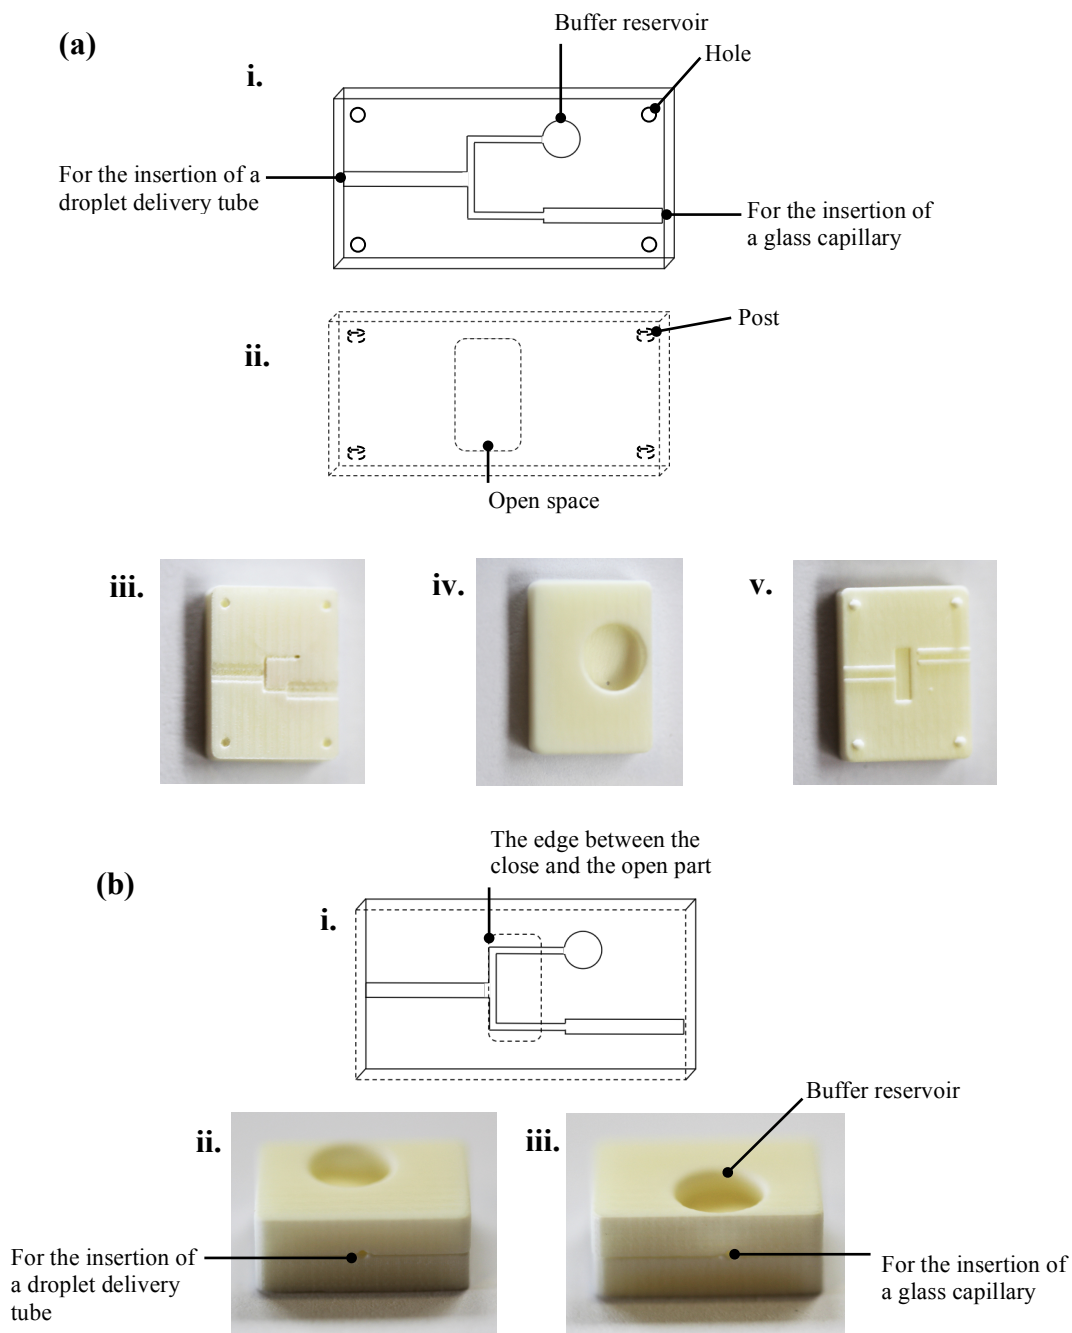 (a)
i.
Buffer reservoir
Hole
For the insertion of a
droplet delivery tube
For the insertion of
a glass capillary
ii.
Post
Open space
iii.
iv.
v.
(b)
The edge between the
close and the open part
i.
Buffer reservoir
ii.
iii.
For the insertion of
a droplet delivery
tube
For the insertion of
a glass capillary